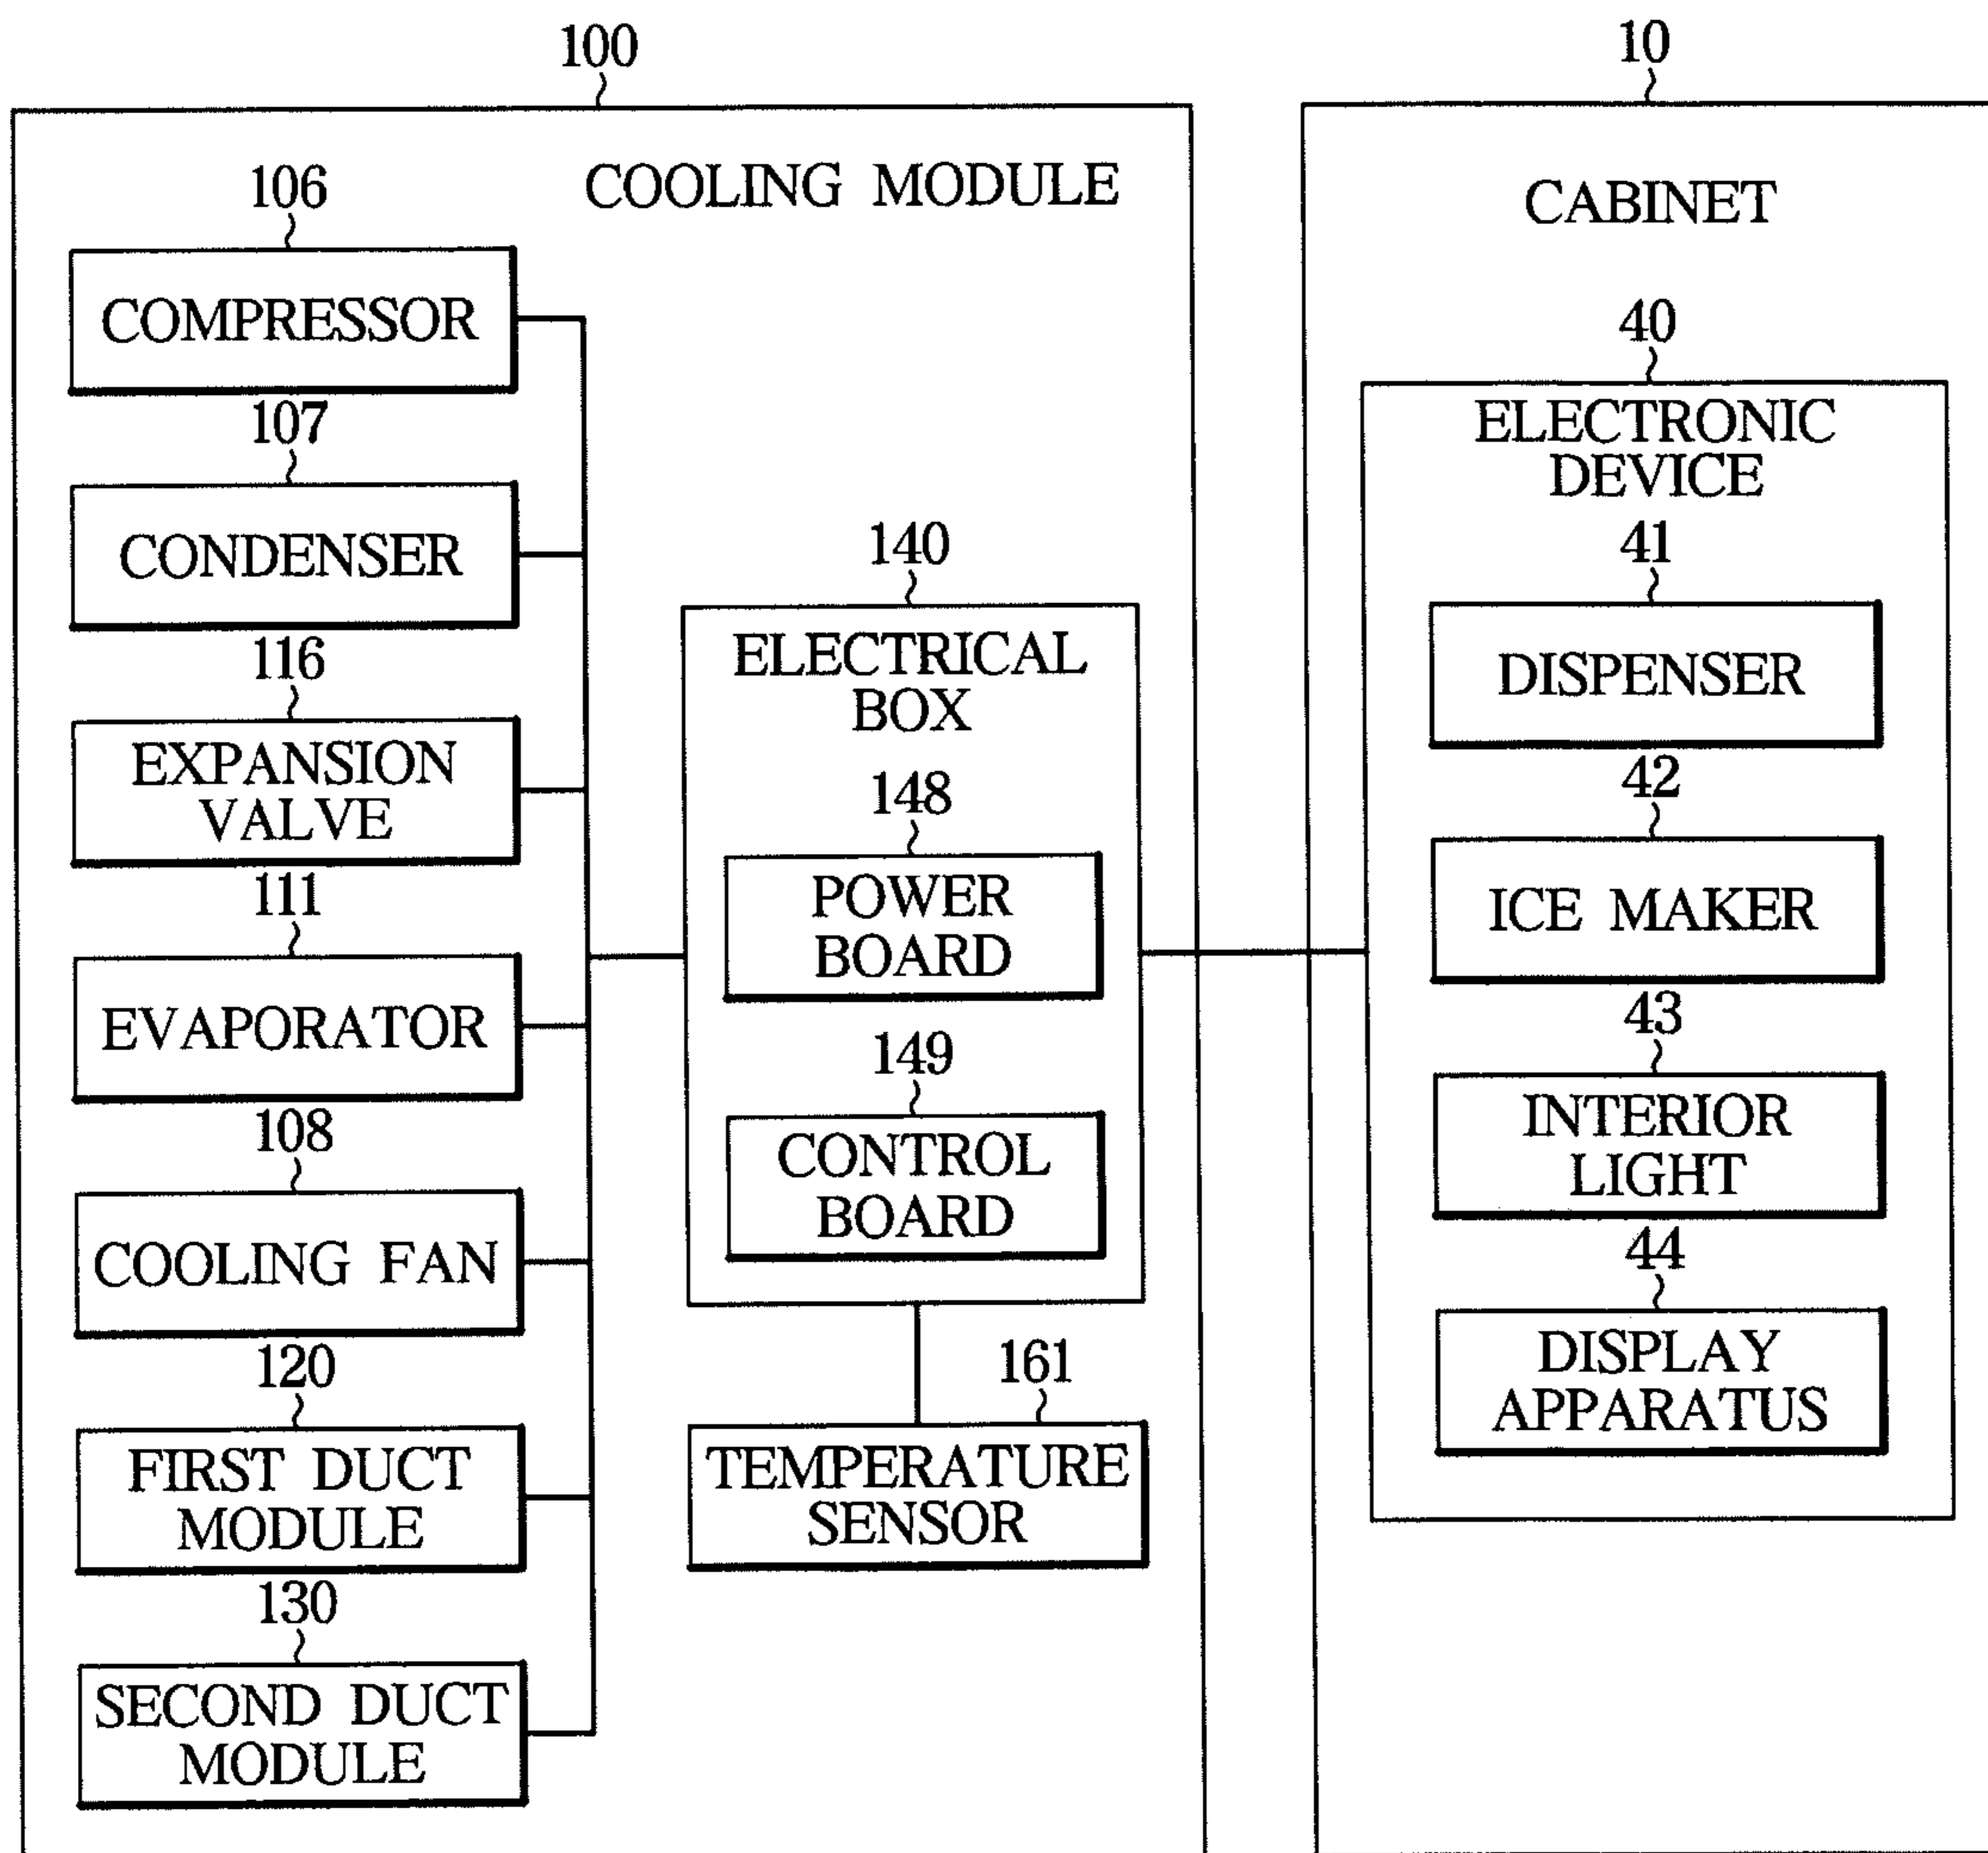 100
COOLING MODULE
106
COMPRESSOR
107
CONDENSER
116
EXPANSION
VALVE
111
EVAPORATOR
108
COOLING FAN
120
FIRST DUCT
MODULE
130
SECOND DUCT
MODULE
140
ELECTRICAL
BOX
148
POWER
BOARD
149
CONTROL
BOARD
161
TEMPERATURE
SENSOR
10
CABINET
40
ELECTRONIC
DEVICE
41
DISPENSER
42
ICE MAKER
43
INTERIOR
LIGHT
44
DISPLAY
APPARATUS